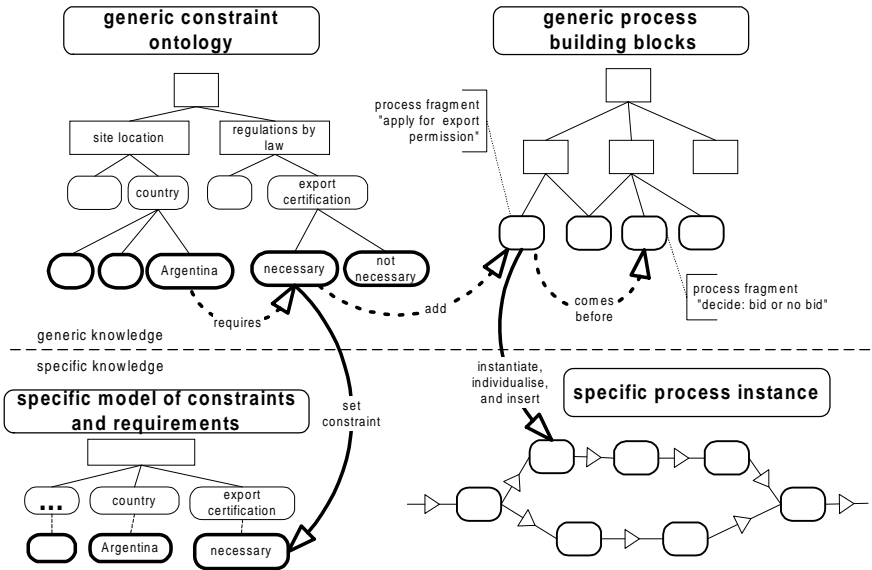 generic constraint
ontology
generic process
building blocks
process fragment
"apply for export
permission"
site location
regulations by
law
country
export
certification
Argentina
necessary
not
necessary
process fragment
"decide: bid or no bid"
requires
add
comes
before
generic knowledge
specific knowledge
specific model of constraints
and requirements
set
constraint
instantiate,
individualise,
and insert
specific process instance
...
country
export
certification
Argentina
necessary